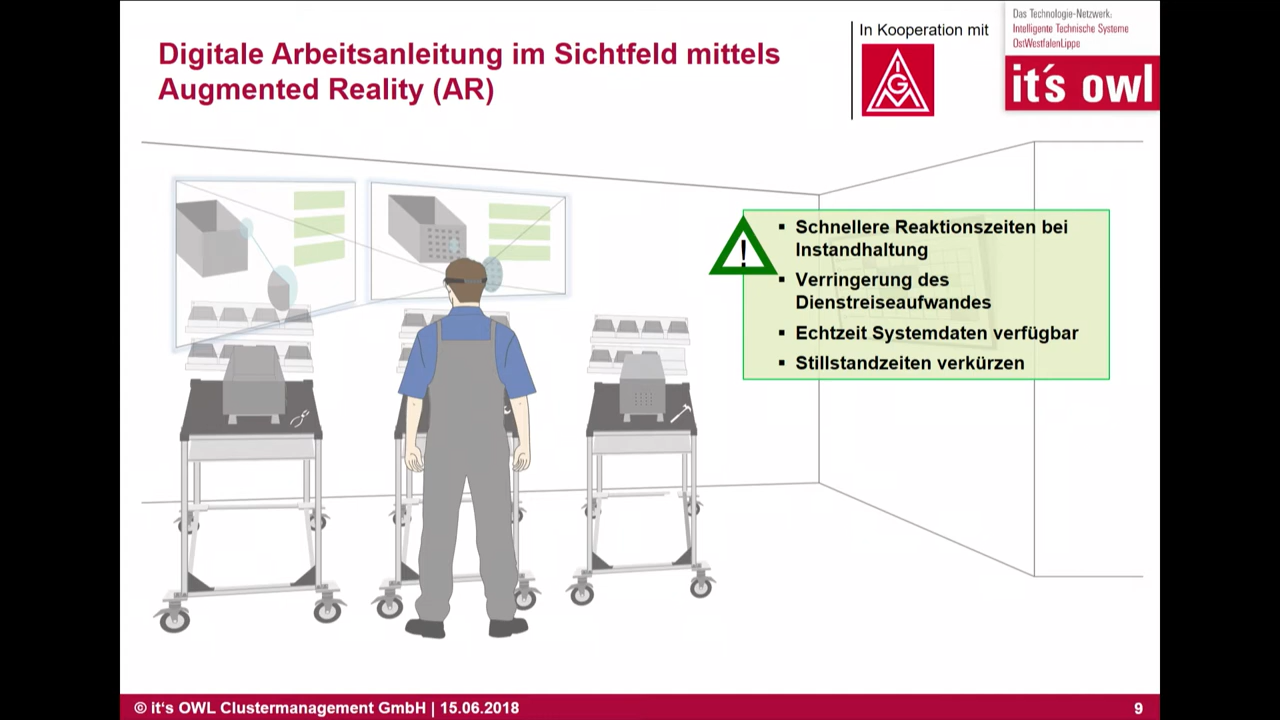 Digitale Arbeitsanleitung im Sichtfeld mittels
Augmented Reality (AR)
In Kooperation mit
IGM
Das Technologie-Netzwerk:
Intelligente Technische Systeme
OstWestfalenLippe
it´s owl
!
▪ Schnellere Reaktionszeiten bei
Instandhaltung
▪ Verringerung des
Dienstreiseaufwandes
▪ Echtzeit Systemdaten verfügbar
▪ Stillstandzeiten verkürzen
© it‘s OWL Clustermanagement GmbH | 15.06.2018
9